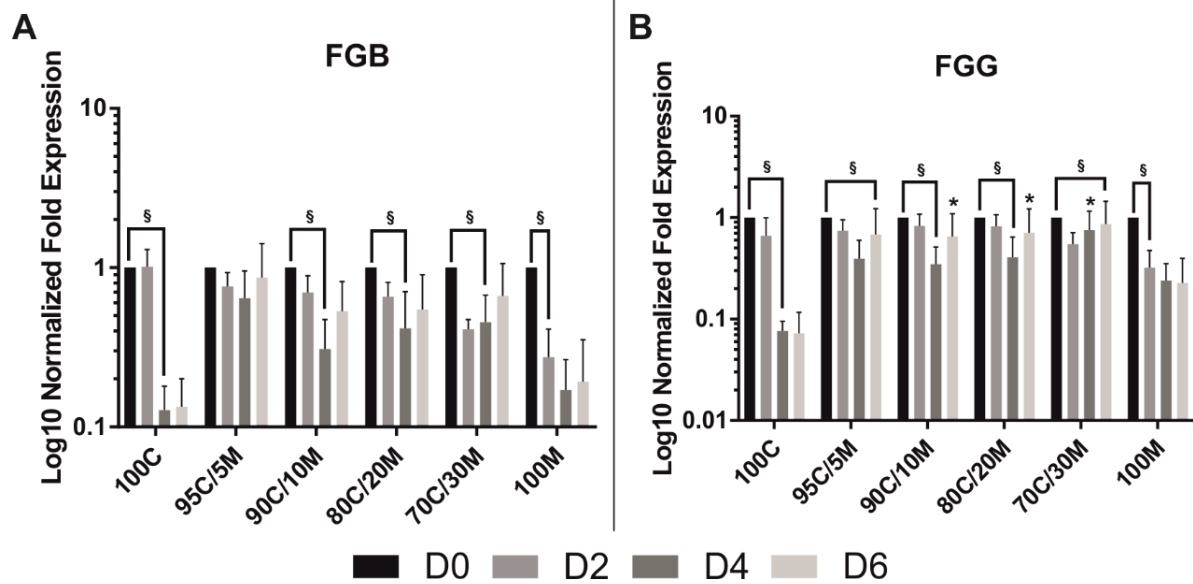 A
FGB
Log10 Normalized Fold Expression
10
1
0.1
§
§
§
§
§
100C
95C/5M
90C/10M
80C/20M
70C/30M
100M
B
FGG
Log10 Normalized Fold Expression
10
1
0.1
0.01
§
§
§
*
§
*
§
*
§
100C
95C/5M
90C/10M
80C/20M
70C/30M
100M
D0 D2 D4 D6